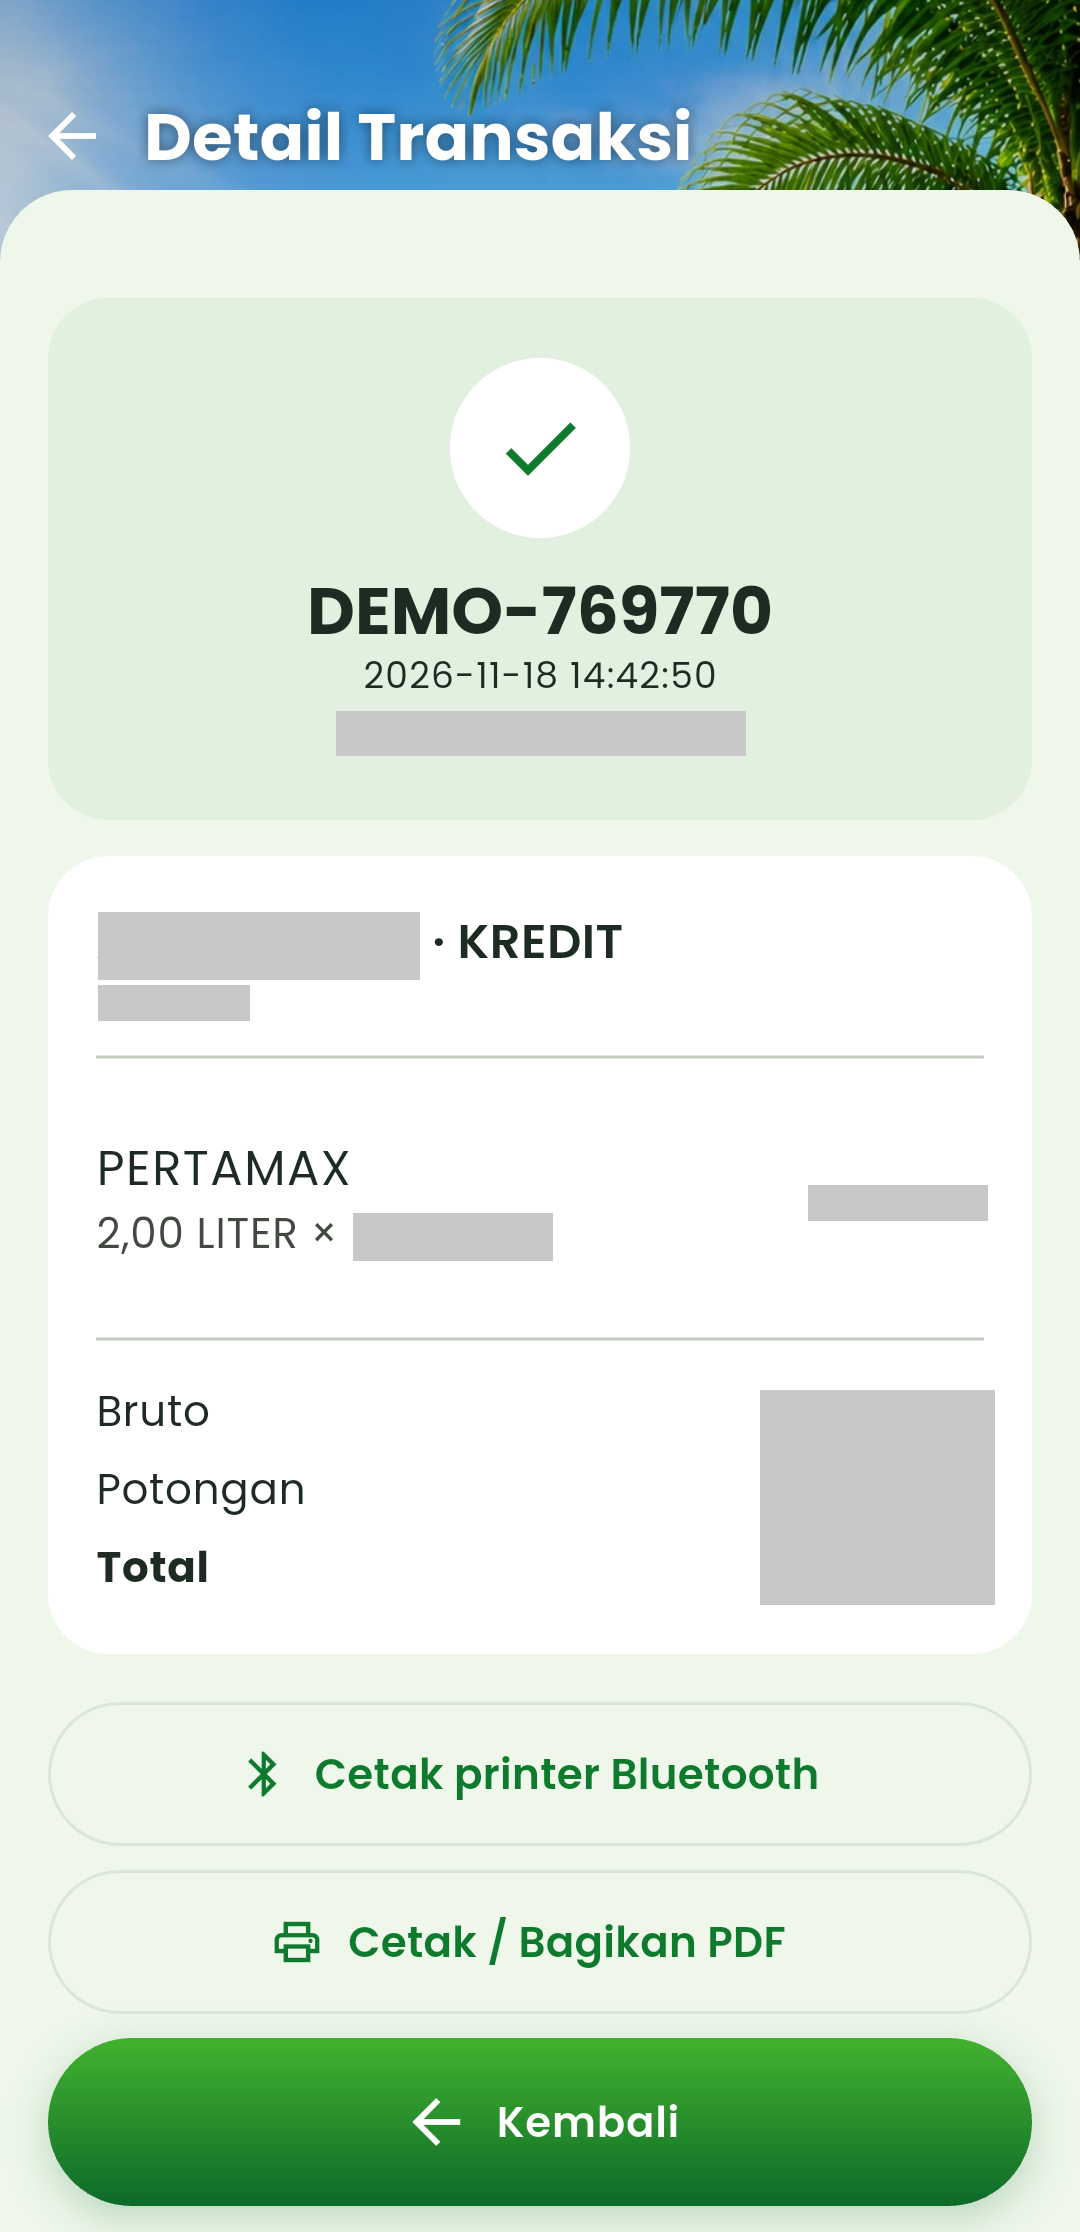 Detail Transaksi
DEMO-769770
2026-11-18 14:42:50
· KREDIT
PERTAMAX
2,00 LITER ×
Bruto
Potongan
Total
Cetak printer Bluetooth
Cetak / Bagikan PDF
Kembali